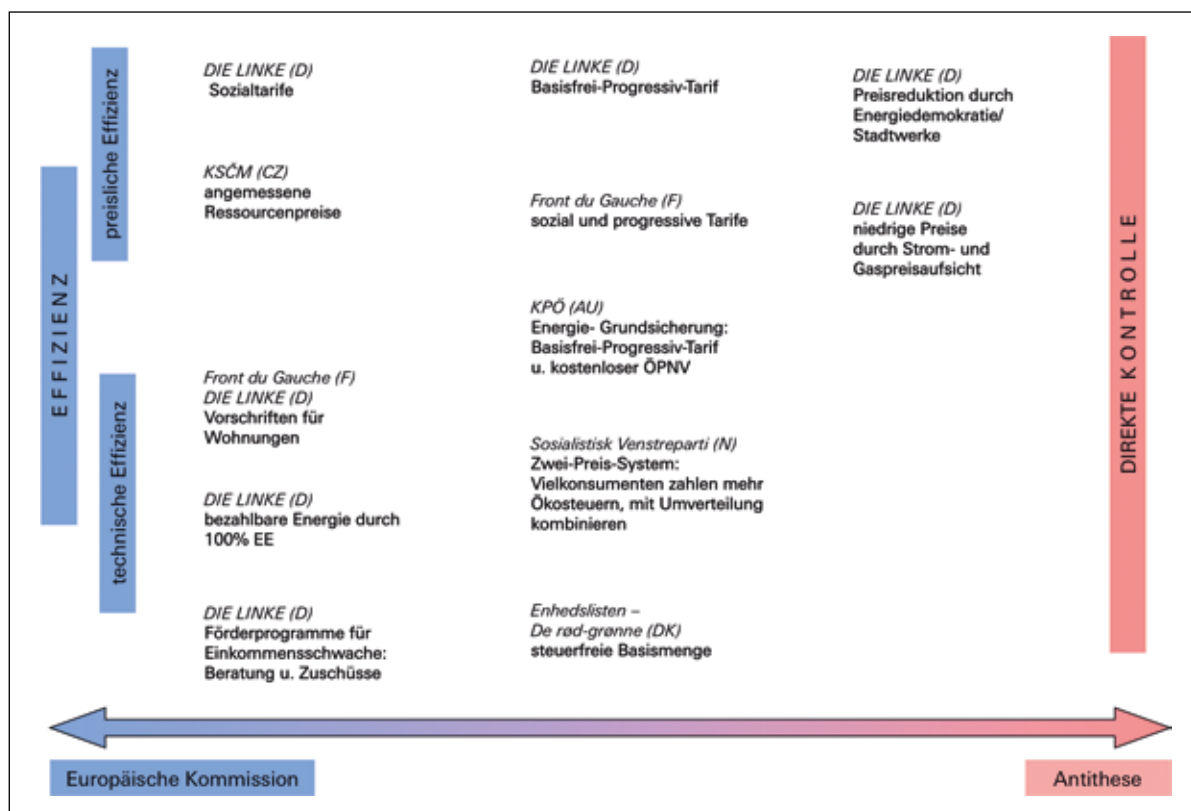 EFFIZIENZ
preisliche Effizienz
technische Effizienz
DIE LINKE (D)
Sozialtarife
KSČM (CZ)
angemessene
Ressourcenpreise
Front du Gauche (F)
DIE LINKE (D)
Vorschriften für
Wohnungen
DIE LINKE (D)
bezahlbare Energie durch
100% EE
DIE LINKE (D)
Förderprogramme für
Einkommensschwache:
Beratung u. Zuschüsse
DIE LINKE (D)
Basisfrei-Progressiv-Tarif
Front du Gauche (F)
sozial und progressive Tarife
KPÖ (AU)
Energie- Grundsicherung:
Basisfrei-Progressiv-Tarif
u. kostenloser ÖPNV
Sosialistisk Venstreparti (N)
Zwei-Preis-System:
Vielkonsumenten zahlen mehr
Ökosteuern, mit Umverteilung
kombinieren
Enhedslisten –
De rød-grønne (DK)
steuerfreie Basismenge
DIE LINKE (D)
Preisreduktion durch
Energiedemokratie/
Stadtwerke
DIE LINKE (D)
niedrige Preise
durch Strom- und
Gaspreisaufsicht
DIREKTE KONTROLLE
Europäische Kommission
Antithese